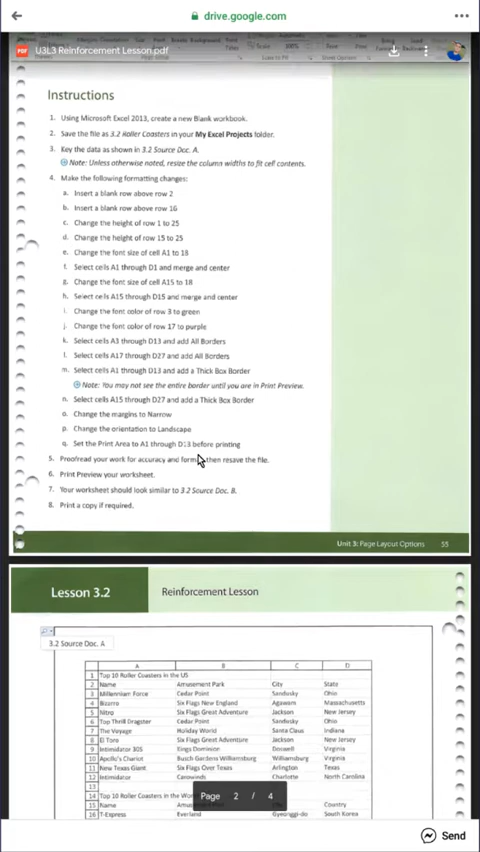 drive.google.com
U3L3 Reinforcement Lesson.pdf
PDF
Instructions
1. Using Microsoft Excel 2013, create a new Blank workbook.
2. Save the file as 3.2 Roller Coasters in your My Excel Projects folder.
3. Key the data as shown in 3.2 Source Doc. A.
Note: Unless otherwise noted, resize the column widths to fit cell contents.
4. Make the following formatting changes:
a. Insert a blank row above row 2
b. Insert a blank row above row 16
c. Change the height of row 1 to 25
d. Change the height of row 15 to 25
e. Change the font size of cell A1 to 18
f. Select cells A1 through D1 and merge and center
g. Change the font size of cell A15 to 18
h. Select cells A15 through D15 and merge and center
i. Change the font color of row 3 to green
j. Change the font color of row 17 to purple
k. Select cells A3 through D13 and add All Borders
l. Select cells A17 through D27 and add All Borders
m. Select cells A1 through D13 and add a Thick Box Border
Note: You may not see the entire border until you are in Print Preview.
n. Select cells A15 through D27 and add a Thick Box Border
o. Change the margins to Narrow
p. Change the orientation to Landscape
q. Set the Print Area to A1 through D13 before printing
5. Proofread your work for accuracy and format, then resave the file.
6. Print Preview your worksheet.
7. Your worksheet should look similar to 3.2 Source Doc. B.
8. Print a copy if required.
Unit 3: Page Layout Options 55
Lesson 3.2 Reinforcement Lesson
3.2 Source Doc. A
A B C D
1 Top 10 Roller Coasters in the US
2 Name Amusement Park City State
3 Millennium Force Cedar Point Sandusky Ohio
4 Bizarro Six Flags New England Agawam Massachusetts
5 Nitro Six Flags Great Adventure Jackson New Jersey
6 Top Thrill Dragster Cedar Point Sandusky Ohio
7 The Voyage Holiday World Santa Claus Indiana
8 El Toro Six Flags Great Adventure Jackson New Jersey
9 Intimidator 305 Kings Dominion Doswell Virginia
10 Apollo's Chariot Busch Gardens Williamsburg Williamsburg Virginia
11 New Texas Giant Six Flags Over Texas Arlington Texas
12 Intimidator Carowinds Charlotte North Carolina
13
14 Top 10 Roller Coasters in the
15 Name Country
16 T-Express Everland Gyeonggi-do South Korea
Page 2 / 4
Send